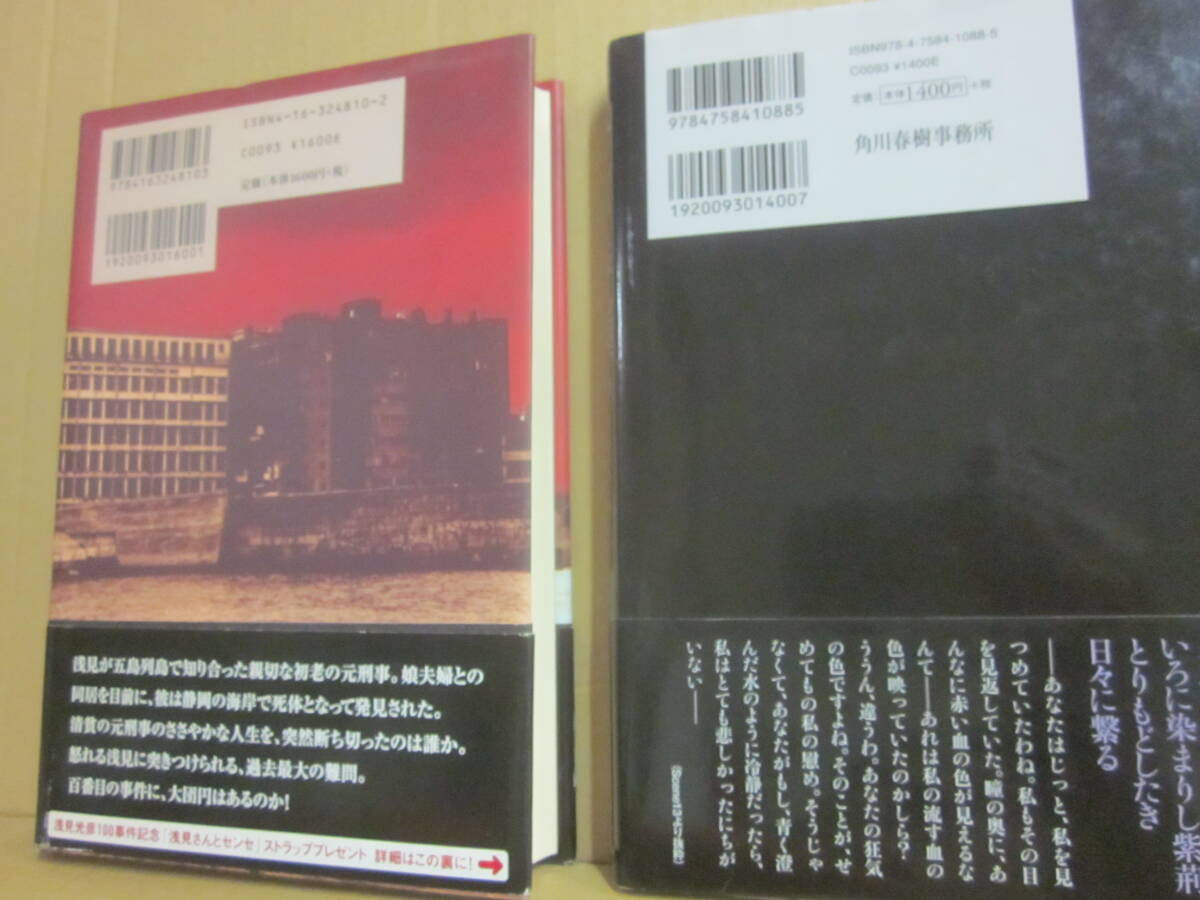 ISBN4-16-324810-2
C0093 ¥1600E
定価(本体1600円+税)
9784163248103
1920093016001
浅見が五島列島で知り合った親切な初老の元刑事。娘夫婦との
同居を目前に、彼は静岡の海岸で死体となって発見された。
清貧の元刑事のささやかな人生を、突然断ち切ったのは誰か。
怒れる浅見に突きつけられる、過去最大の難問。
百番目の事件に、大団円はあるのか!
浅見光彦100事件記念「浅見さんとセンセ」ストラッププレゼント 詳細はこの裏に!
ISBN978-4-7584-1088-5
C0093 ¥1400E
定価-本体1400円+税
9784758410885
角川春樹事務所
1920093014007
いろに染まりし紫
とりもどしたき
日々に繋る
――あなたはじっと、私を見
つめていたわね。私もその目
を見返していた。瞳の奥に、あ
んなに赤い血の色が見えるな
んて――あれは私の流す血の
色が映っていたのかしら?
ううん、違うわ。あなたの狂気
の色ですよね。そのことが、せ
めてもの私の慰め。そうじゃ
なくて、あなたがもし、青く澄
んだ水のように冷静だったら、
私はとても悲しかったにちが
いない――
より抜粋)